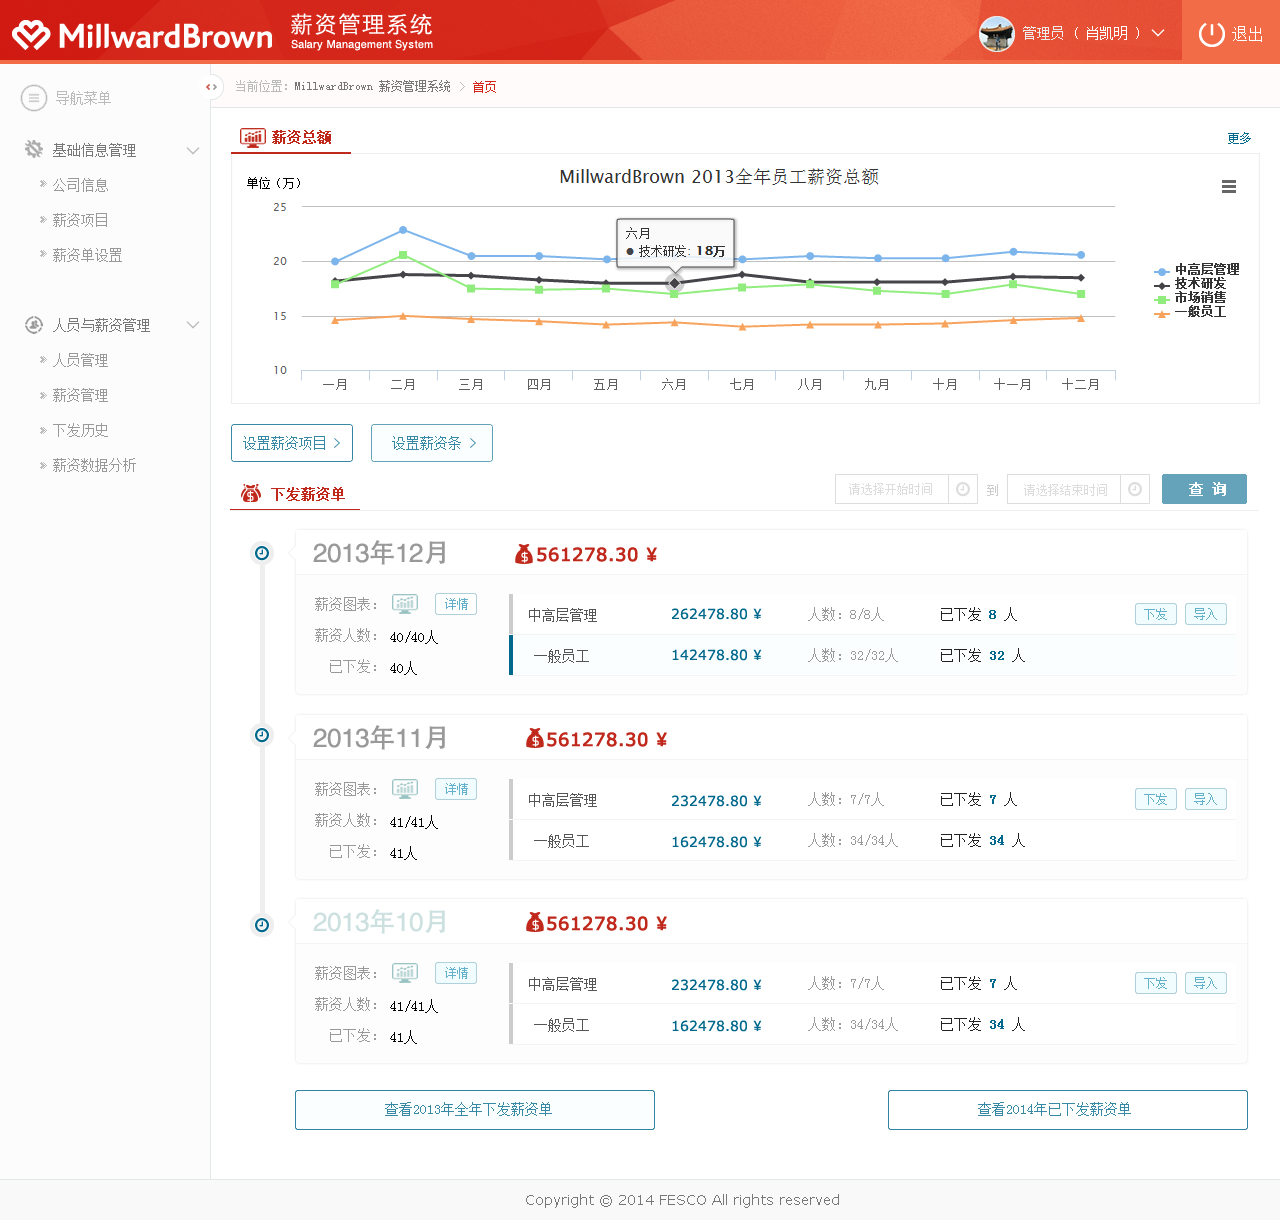 MillwardBrown
薪资管理系统
Salary Management System
管理员 （ 肖凯明 ）
退出
导航菜单
当前位置：MillwardBrown 薪资管理系统 > 首页
基础信息管理
公司信息
薪资项目
薪资单设置
人员与薪资管理
人员管理
薪资管理
下发历史
薪资数据分析
薪资总额
更多
单位（万）
MillwardBrown 2013全年员工薪资总额
25
20
15
10
六月
技术研发: 18万
中高层管理
技术研发
市场销售
一般员工
一月 二月 三月 四月 五月 六月 七月 八月 九月 十月 十一月 十二月
设置薪资项目 >
设置薪资条 >
下发薪资单
请选择开始时间 到 请选择结束时间 查 询
2013年12月 561278.30 ¥
薪资图表： 详情
薪资人数： 40/40人
已下发： 40人
中高层管理 262478.80 ¥ 人数：8/8人 已下发 8 人 下发 导入
一般员工 142478.80 ¥ 人数：32/32人 已下发 32 人
2013年11月 561278.30 ¥
薪资图表： 详情
薪资人数： 41/41人
已下发： 41人
中高层管理 232478.80 ¥ 人数：7/7人 已下发 7 人 下发 导入
一般员工 162478.80 ¥ 人数：34/34人 已下发 34 人
2013年10月 561278.30 ¥
薪资图表： 详情
薪资人数： 41/41人
已下发： 41人
中高层管理 232478.80 ¥ 人数：7/7人 已下发 7 人 下发 导入
一般员工 162478.80 ¥ 人数：34/34人 已下发 34 人
查看2013年全年下发薪资单
查看2014年已下发薪资单
Copyright © 2014 FESCO All rights reserved